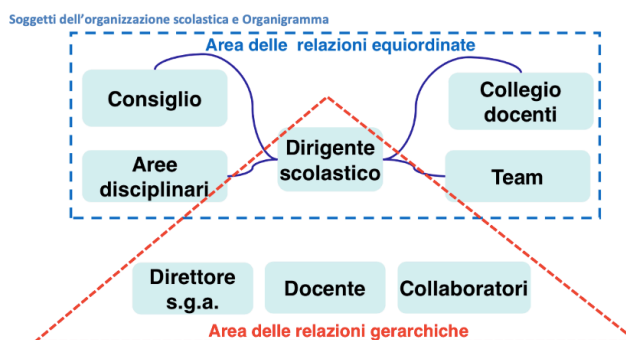 Soggetti dell’organizzazione scolastica e Organigramma
Area delle relazioni equiordinate
Consiglio
Collegio
docenti
Dirigente
scolastico
Aree
disciplinari
Team
Direttore
s.g.a.
Docente
Collaboratori
Area delle relazioni gerarchiche